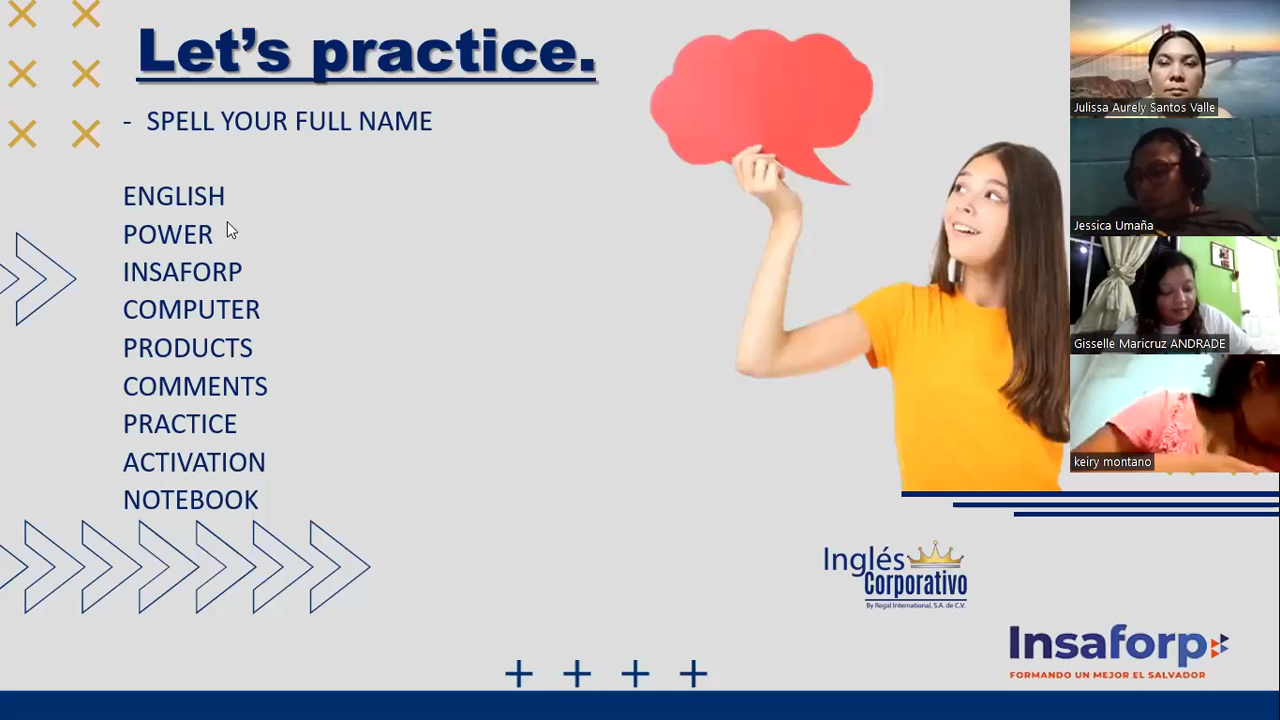 Let's practice.
- SPELL YOUR FULL NAME
ENGLISH
POWER
INSAFORP
COMPUTER
PRODUCTS
COMMENTS
PRACTICE
ACTIVATION
NOTEBOOK
Julissa Aurely Santos Valle
Jessica Umaña
Gisselle Maricruz ANDRADE
keiry montano
Inglés
Corporativo
By Regal International, S.A. de C.V.
Insaforp
FORMANDO UN MEJOR EL SALVADOR